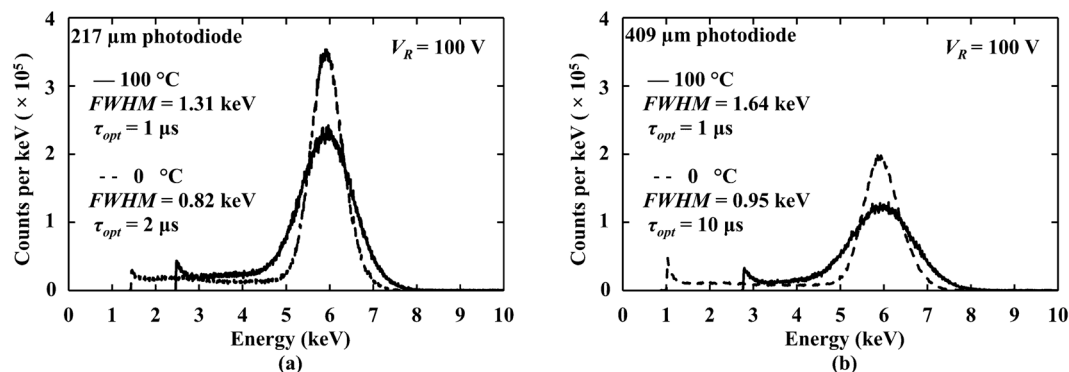 4
217 μm photodiode
V_R = 100 V
— 100 °C
FWHM = 1.31 keV
τ_opt = 1 μs
-- 0 °C
FWHM = 0.82 keV
τ_opt = 2 μs
Counts per keV ( × 10⁵)
3
2
1
0
0 1 2 3 4 5 6 7 8 9 10
Energy (keV)
(a)
4
409 μm photodiode
V_R = 100 V
— 100 °C
FWHM = 1.64 keV
τ_opt = 1 μs
-- 0 °C
FWHM = 0.95 keV
τ_opt = 10 μs
Counts per keV ( × 10⁵)
3
2
1
0
0 1 2 3 4 5 6 7 8 9 10
Energy (keV)
(b)